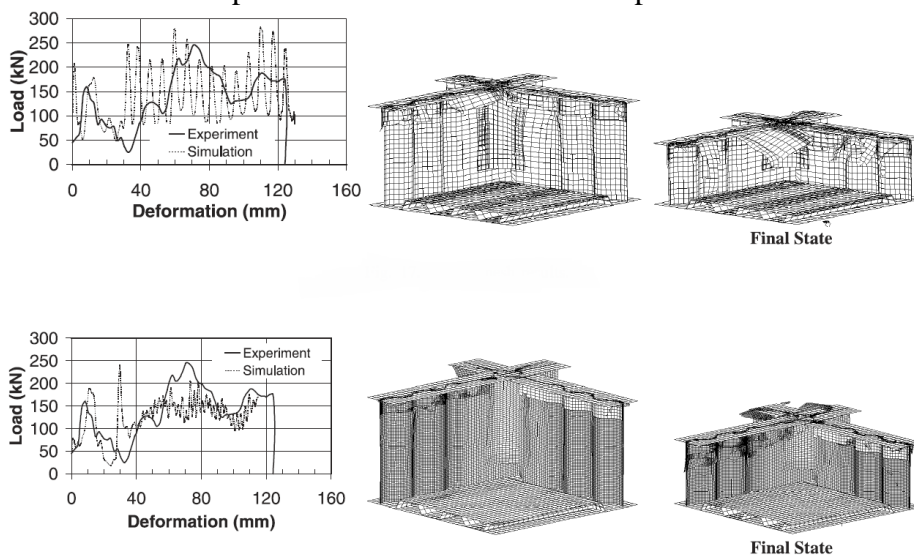 300
250
200
150
100
50
0
Load (kN)
Experiment
Simulation
0 40 80 120 160
Deformation (mm)
Final State
300
250
200
150
100
50
0
Load (kN)
Experiment
Simulation
0 40 80 120 160
Deformation (mm)
Final State